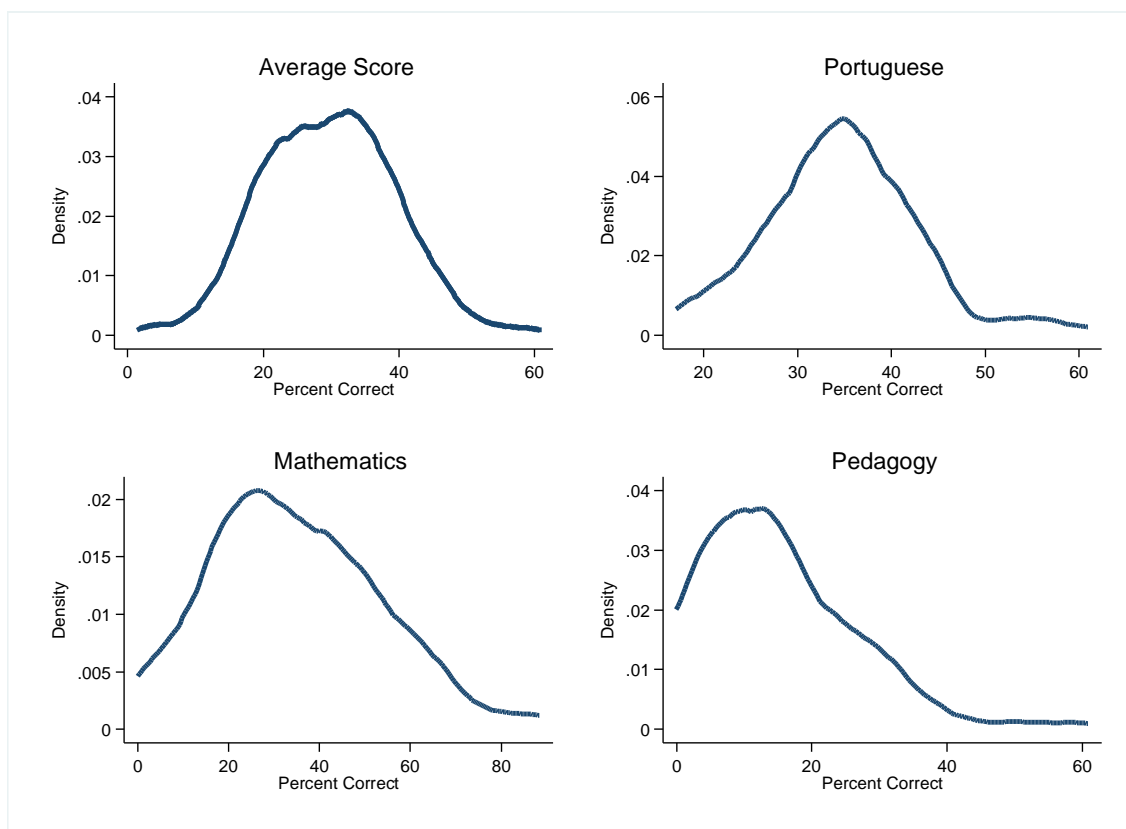 Average Score
.04
.03
.02
.01
0
Density
0 20 40 60
Percent Correct
Portuguese
.06
.04
.02
0
Density
20 30 40 50 60
Percent Correct
Mathematics
.02
.015
.01
.005
0
Density
0 20 40 60 80
Percent Correct
Pedagogy
.04
.03
.02
.01
0
Density
0 20 40 60
Percent Correct